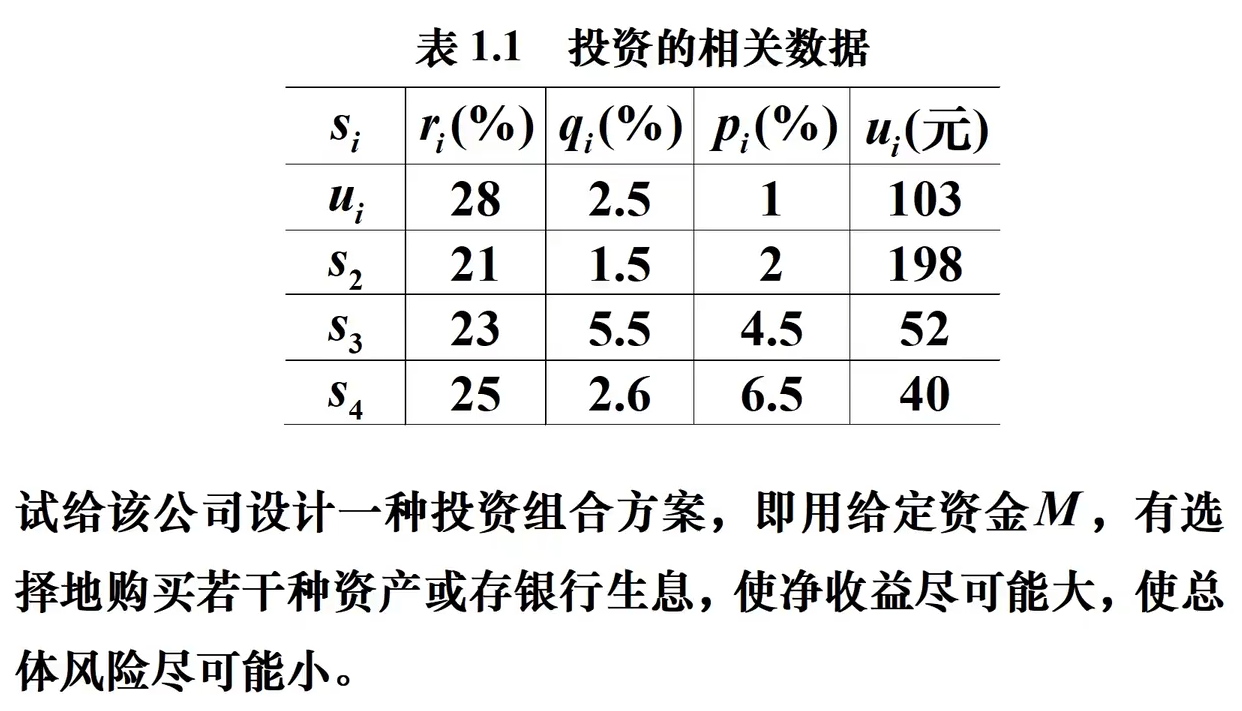 表 1.1 投资的相关数据
s_i r_i(%) q_i(%) p_i(%) u_i(元)
u_i 28 2.5 1 103
s_2 21 1.5 2 198
s_3 23 5.5 4.5 52
s_4 25 2.6 6.5 40
试给该公司设计一种投资组合方案，即用给定资金M，有选
择地购买若干种资产或存银行生息，使净收益尽可能大，使总
体风险尽可能小。